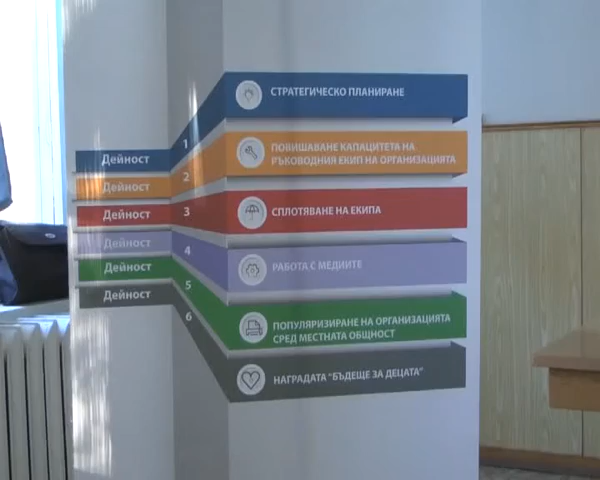 Дейност 1 СТРАТЕГИЧЕСКО ПЛАНИРАНЕ
Дейност 2 ПОВИШАВАНЕ КАПАЦИТЕТА НА
РЪКОВОДНИЯ ЕКИП НА ОРГАНИЗАЦИЯТА
Дейност 3 СПЛОТЯВАНЕ НА ЕКИПА
Дейност 4 РАБОТА С МЕДИИТЕ
Дейност 5 ПОПУЛЯРИЗИРАНЕ НА ОРГАНИЗАЦИЯТА
СРЕД МЕСТНАТА ОБЩНОСТ
Дейност 6 НАГРАДАТА "БЪДЕЩЕ ЗА ДЕЦАТА"